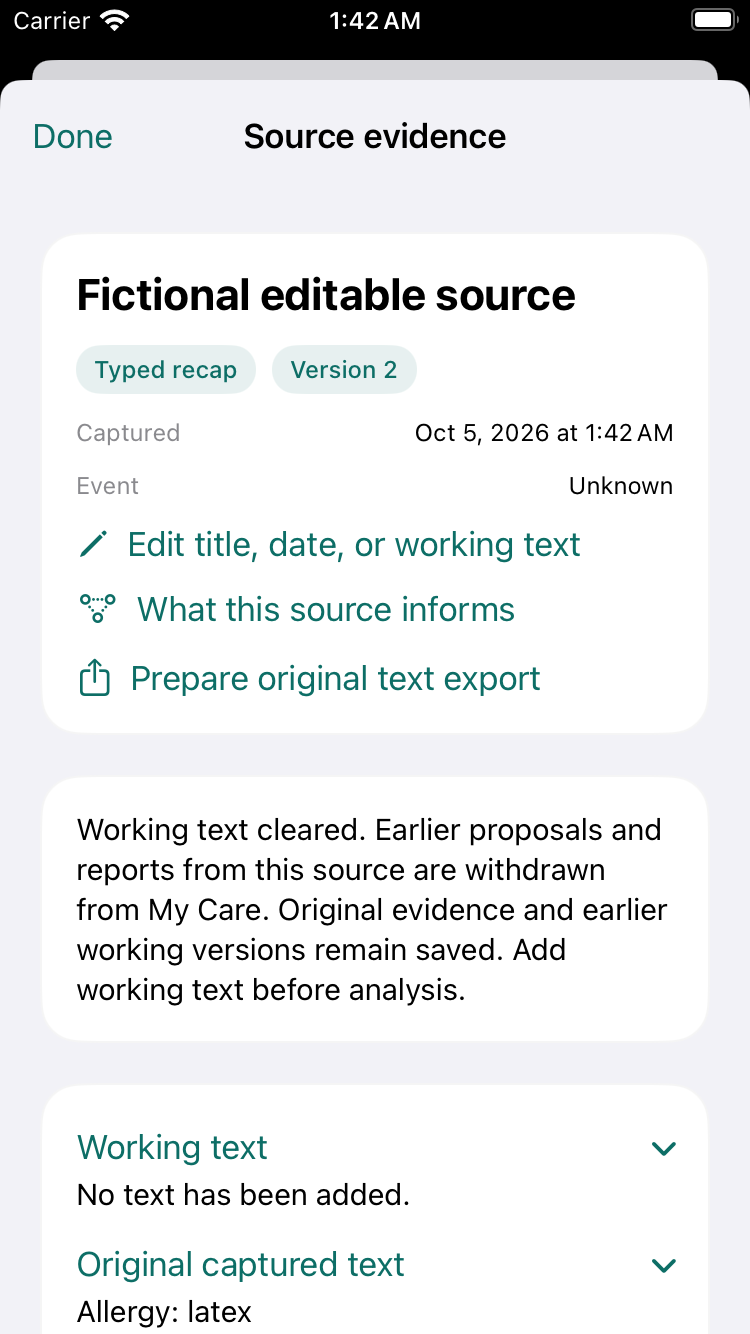 Carrier 1:42 AM
Done Source evidence
Fictional editable source
Typed recap Version 2
Captured Oct 5, 2026 at 1:42 AM
Event Unknown
Edit title, date, or working text
What this source informs
Prepare original text export
Working text cleared. Earlier proposals and
reports from this source are withdrawn
from My Care. Original evidence and earlier
working versions remain saved. Add
working text before analysis.
Working text
No text has been added.
Original captured text
Allergy: latex